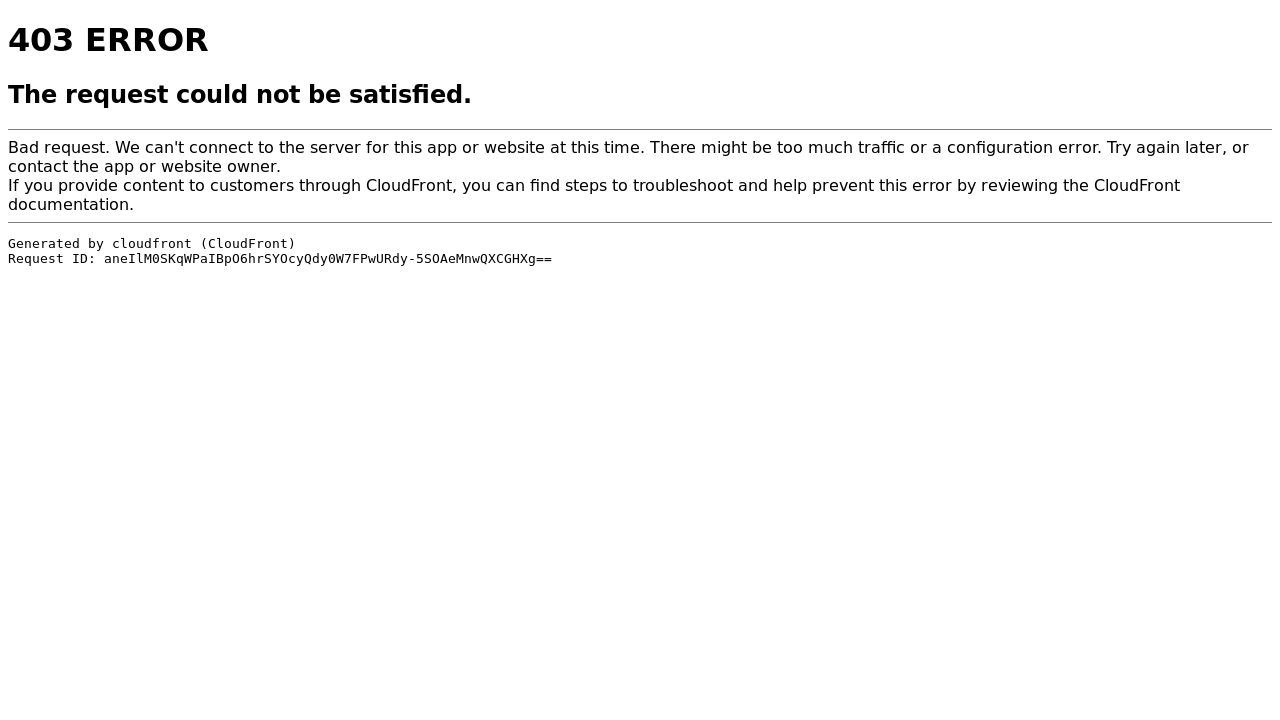 403 ERROR
The request could not be satisfied.
Bad request. We can't connect to the server for this app or website at this time. There might be too much traffic or a configuration error. Try again later, or
contact the app or website owner.
If you provide content to customers through CloudFront, you can find steps to troubleshoot and help prevent this error by reviewing the CloudFront
documentation.
Generated by cloudfront (CloudFront)
Request ID: aneIlM0SKqWPaIBpO6hrSYOcyQdy0W7FPwURdy-5SOAeMnwQXCGHXg==